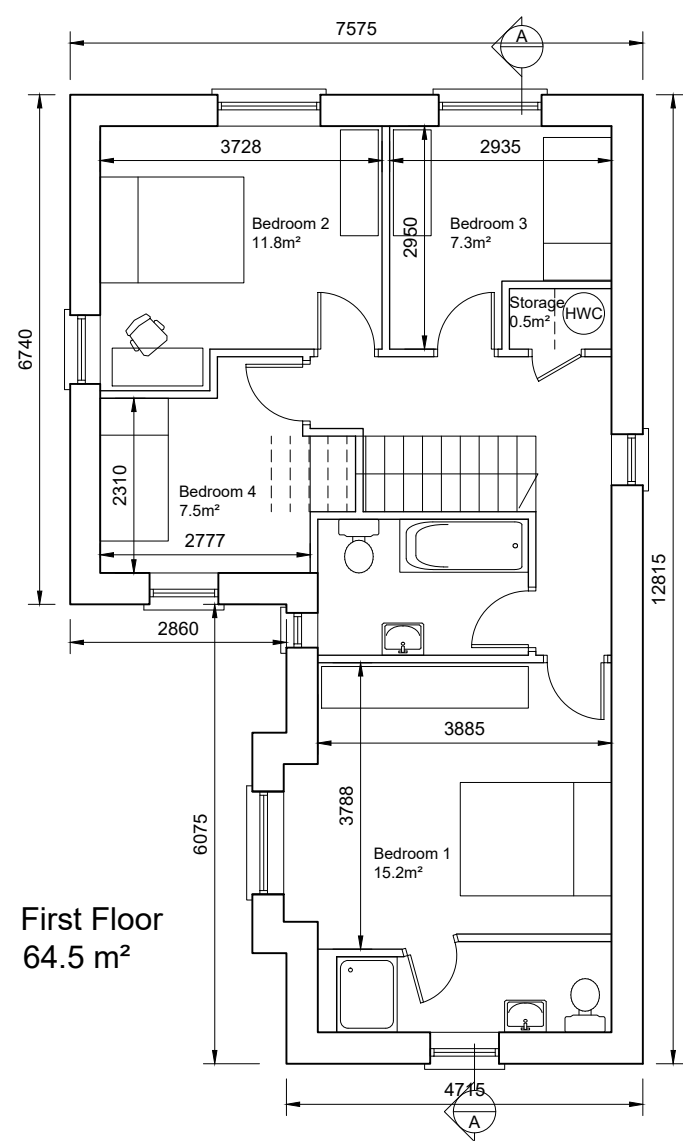 7575
A
3728
2935
Bedroom 2
11.8m²
Bedroom 3
7.3m²
2950
Storage
0.5m²
HWC
6740
2310
Bedroom 4
7.5m²
2777
12815
2860
3885
3788
6075
Bedroom 1
15.2m²
First Floor
64.5 m²
4715
A